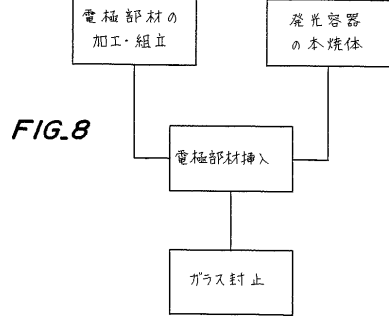 電極部材の
加工・組立
発光容器
の本焼体
FIG_8
電極部材挿入
ガラス封止